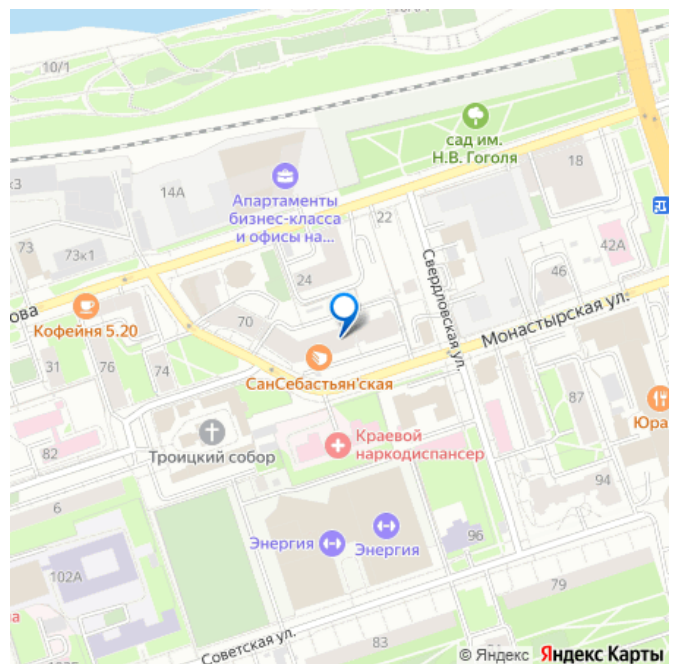 10/1
сад им.
Н.В. Гоголя
18
14А
Апартаменты
бизнес-класса
и офисы на...
22
к3
73
73к1
42А
24
46
Свердловская ул.
ова
Кофейня 5.20
70
Монастырская ул.
СанСебастьян'ская
31
76
74
87
Юра
Краевой
наркодиспансер
Троицкий собор
82
94
6
Энергия
Энергия
96
102А
79
а
Советская ул.
83
© Яндекс Яндекс Карты